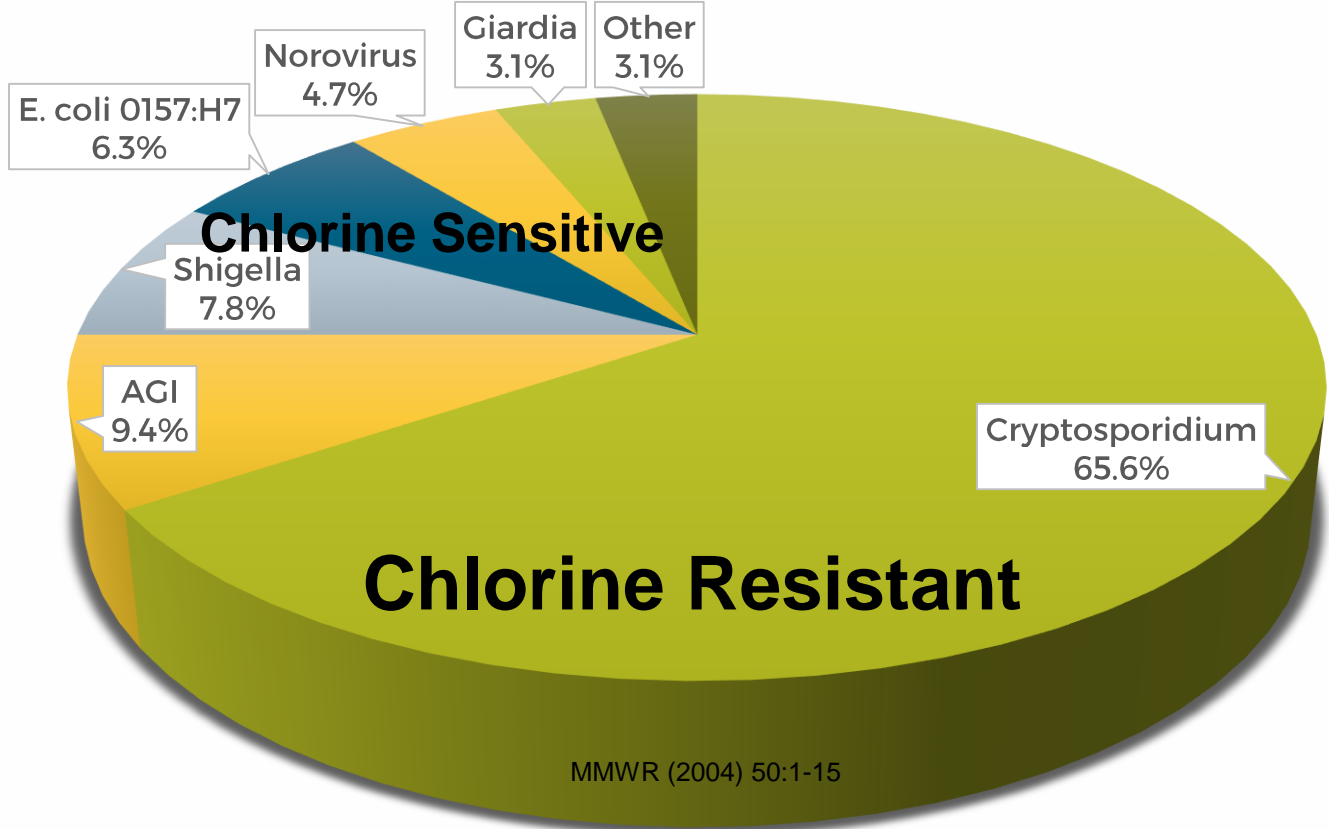 Giardia
3.1%
Other
3.1%
Norovirus
4.7%
E. coli 0157:H7
6.3%
Chlorine Sensitive
Shigella
7.8%
AGI
9.4%
Cryptosporidium
65.6%
Chlorine Resistant
MMWR (2004) 50:1-15